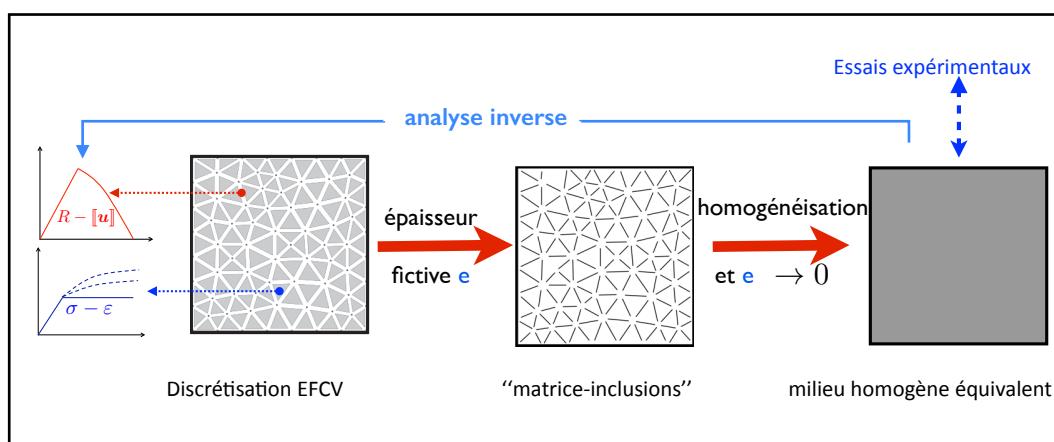 Essais expérimentaux
analyse inverse
R − [[u]]
σ − ε
épaisseur
fictive e
homogénéisation
et e → 0
Discrétisation EFCV
‘‘matrice-inclusions’’
milieu homogène équivalent